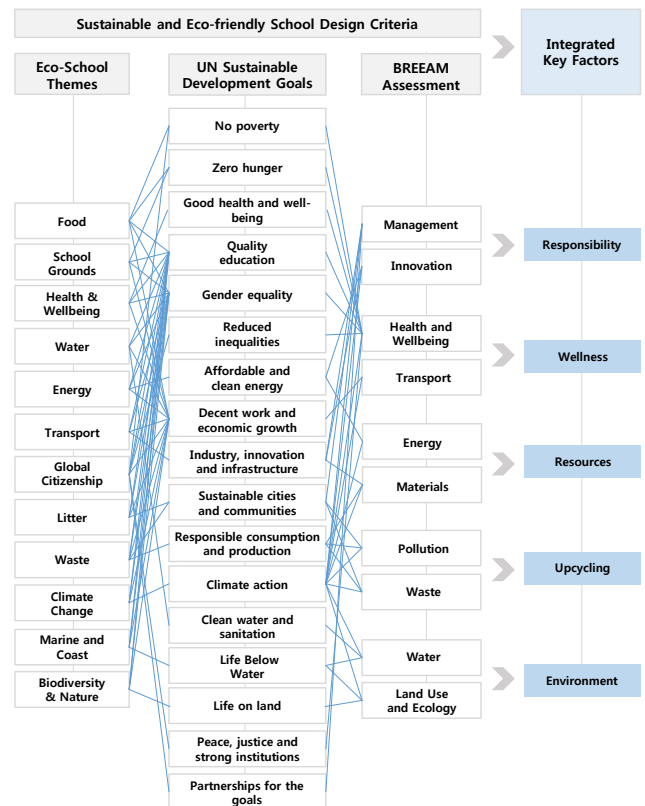 Sustainable and Eco-friendly School Design Criteria
Integrated
Key Factors
Eco-School
Themes
UN Sustainable
Development Goals
BREEAM
Assessment
Food
School
Grounds
Health &
Wellbeing
Water
Energy
Transport
Global
Citizenship
Litter
Waste
Climate
Change
Marine and
Coast
Biodiversity
& Nature
No poverty
Zero hunger
Good health and well-
being
Quality
education
Gender equality
Reduced
inequalities
Affordable and
clean energy
Decent work and
economic growth
Industry, innovation
and infrastructure
Sustainable cities
and communities
Responsible consumption
and production
Climate action
Clean water and
sanitation
Life Below
Water
Life on land
Peace, justice and
strong institutions
Partnerships for the
goals
Management
Innovation
Health and
Wellbeing
Transport
Energy
Materials
Pollution
Waste
Water
Land Use
and Ecology
Responsibility
Wellness
Resources
Upcycling
Environment